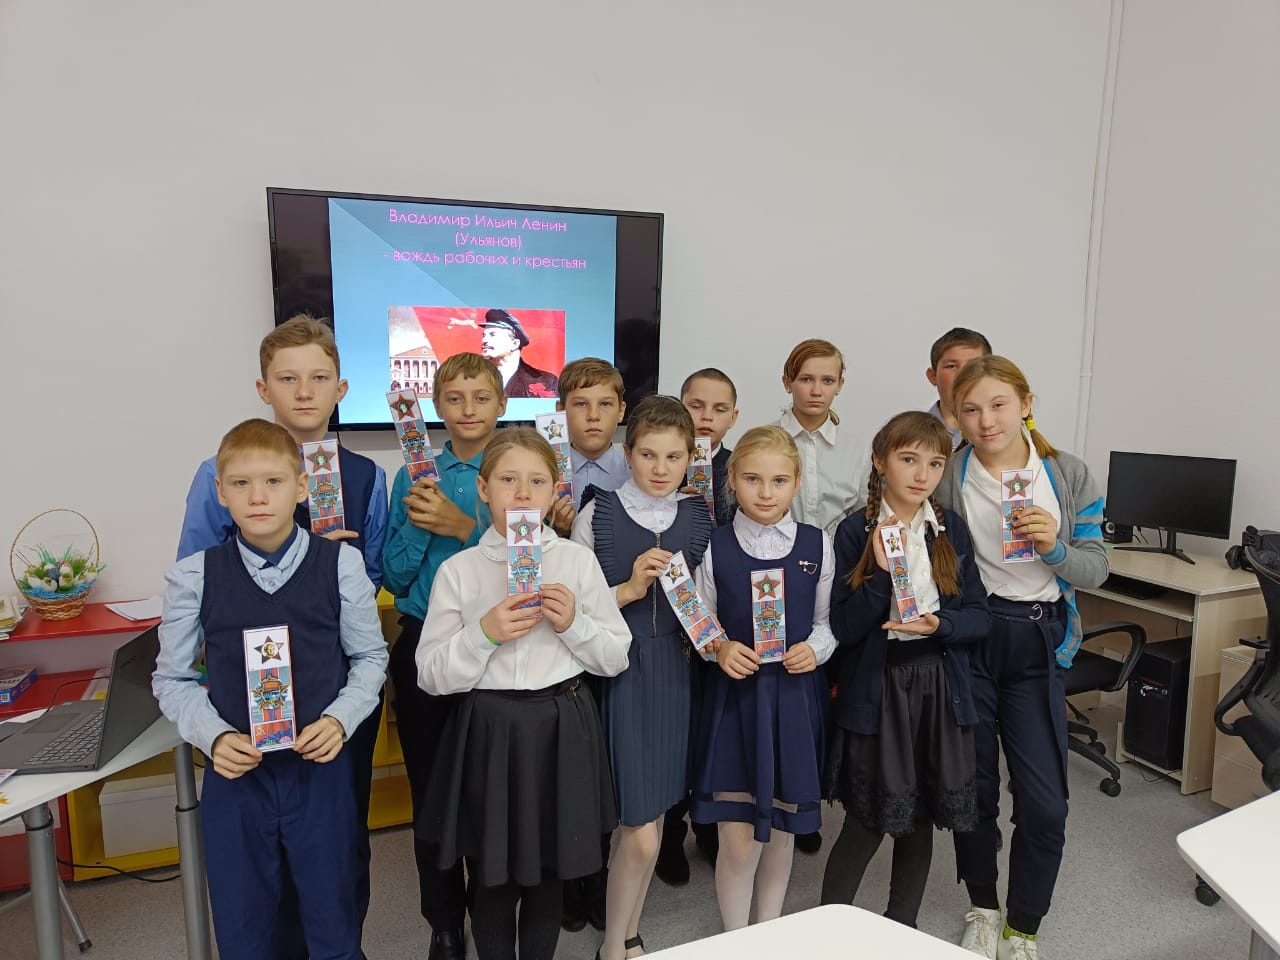 Владимир Ильич Ленин
(Ульянов)
- вождь рабочих и крестьян